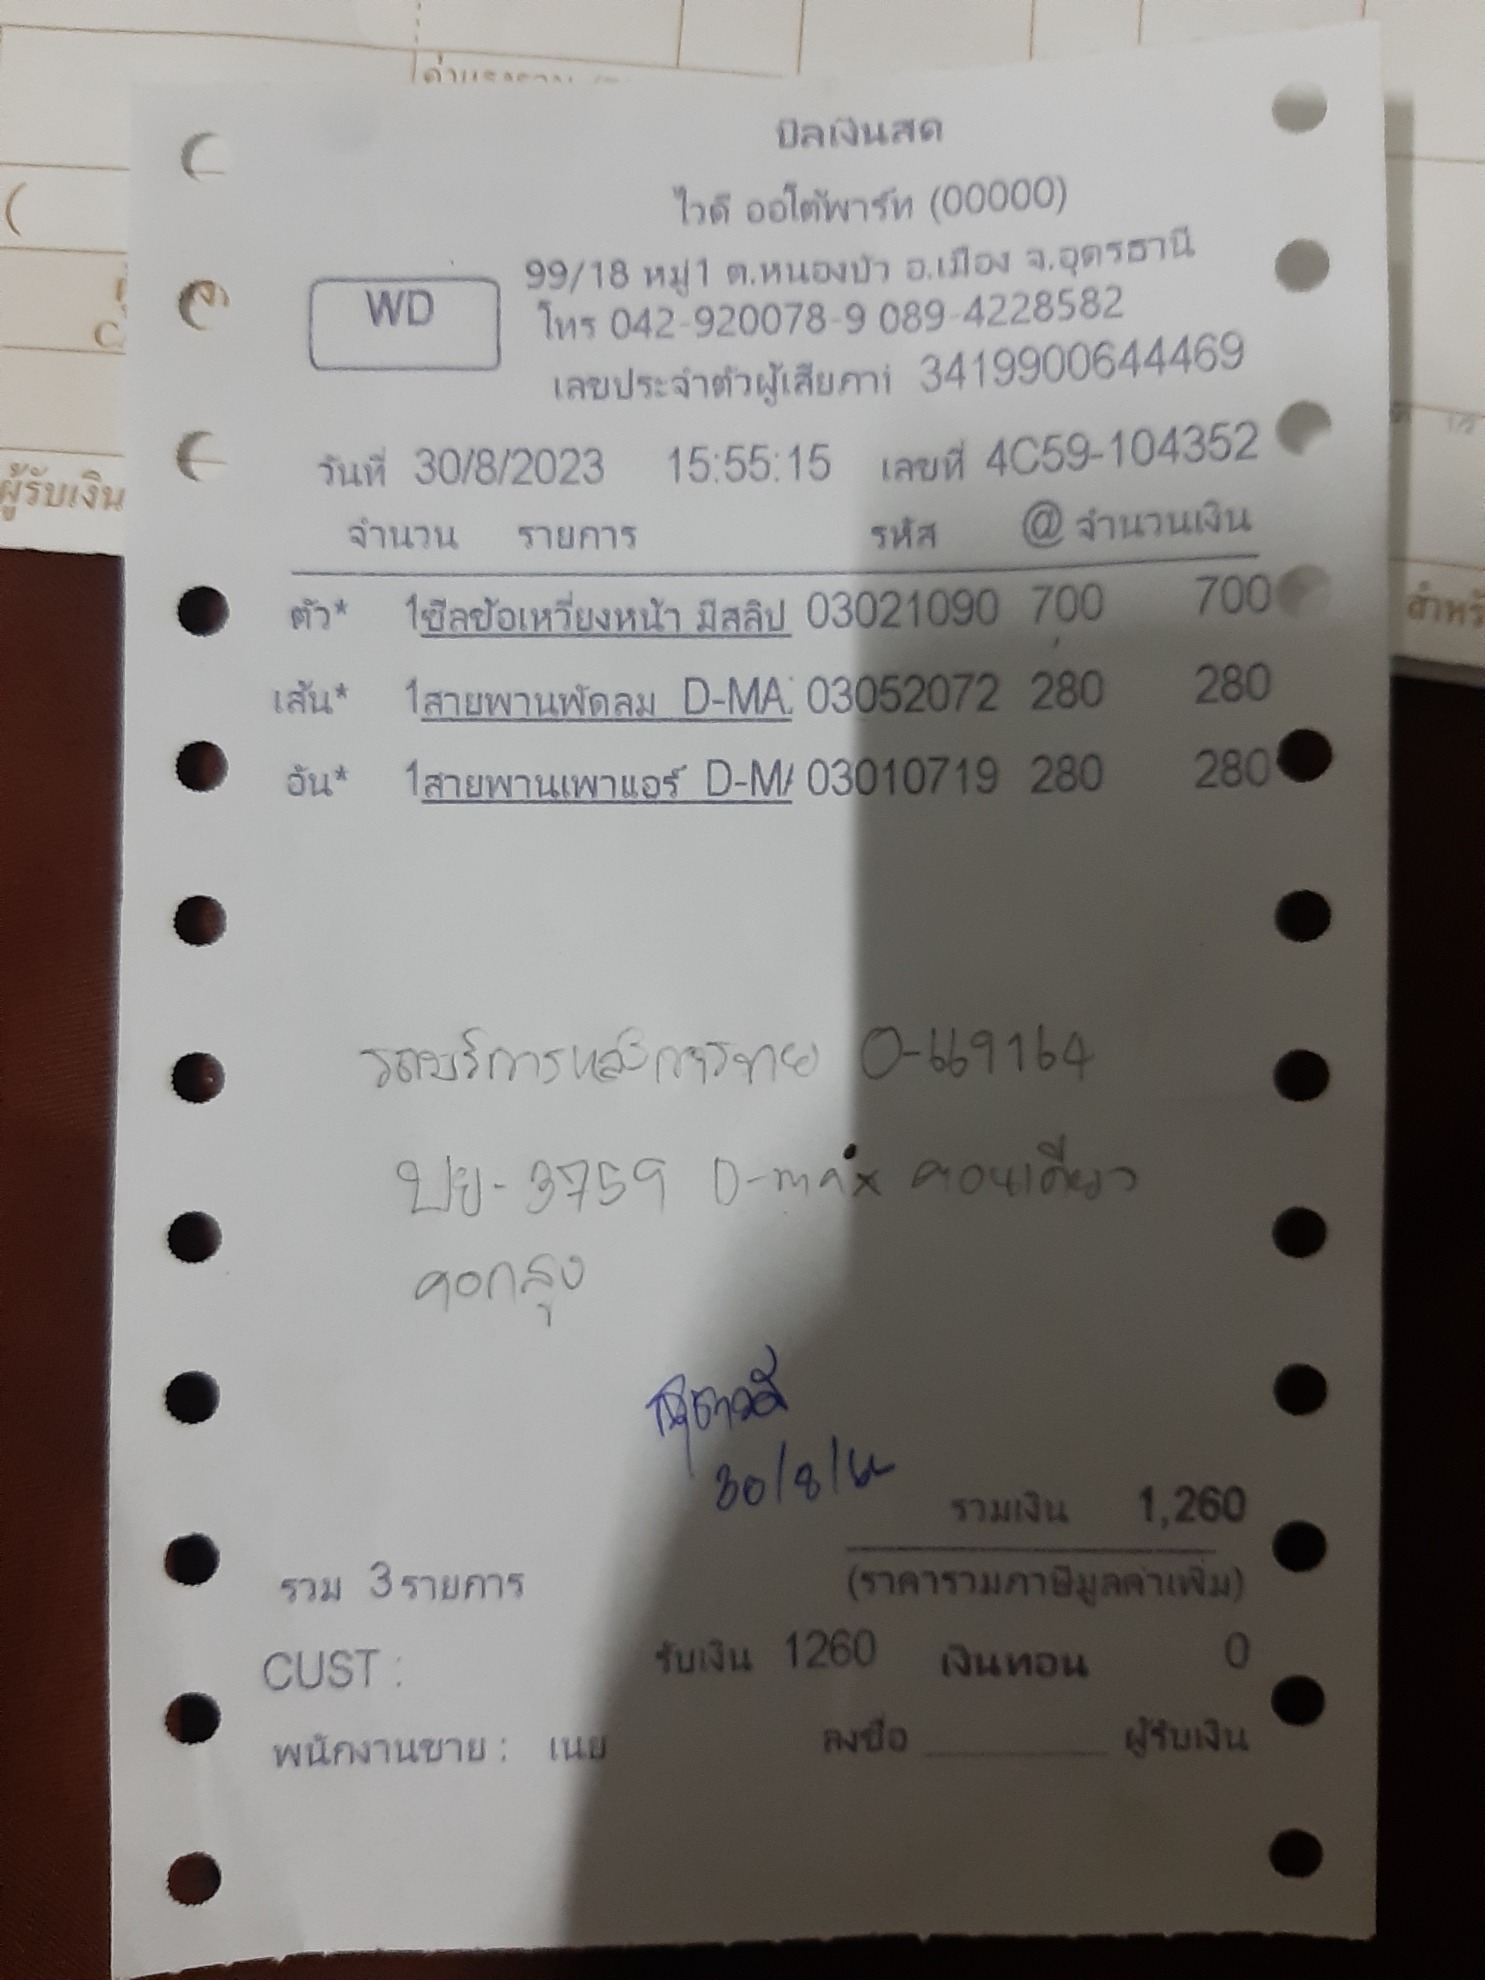 บิลเงินสด
ไวดี ออโต้พาร์ท (00000)
99/18 หมู่1 ต.หนองบัว อ.เมือง จ.อุดรธานี
WD
โทร 042-920078-9 089-4228582
เลขประจำตัวผู้เสียภาษี 3419900644469
วันที่ 30/8/2023 15:55:15 เลขที่ 4C59-104352
จำนวน รายการ รหัส @ จำนวนเงิน
ตัว* 1ซีลข้อเหวี่ยงหน้า มีสลิป 03021090 700 700
เส้น* 1สายพานพัดลม D-MA 03052072 280 280
อัน* 1สายพานเพาแอร์ D-M 03010719 280 280
รถบริการหลังการขาย 0-669164
บย-3759 D-max ตอนเดียว
ตอกสูง
30/8/
รวมเงิน 1,260
รวม 3รายการ (ราคารวมภาษีมูลค่าเพิ่ม)
CUST : รับเงิน 1260 เงินทอน 0
พนักงานขาย : เนย ลงชื่อ ผู้รับเงิน
ผู้รับเงิน